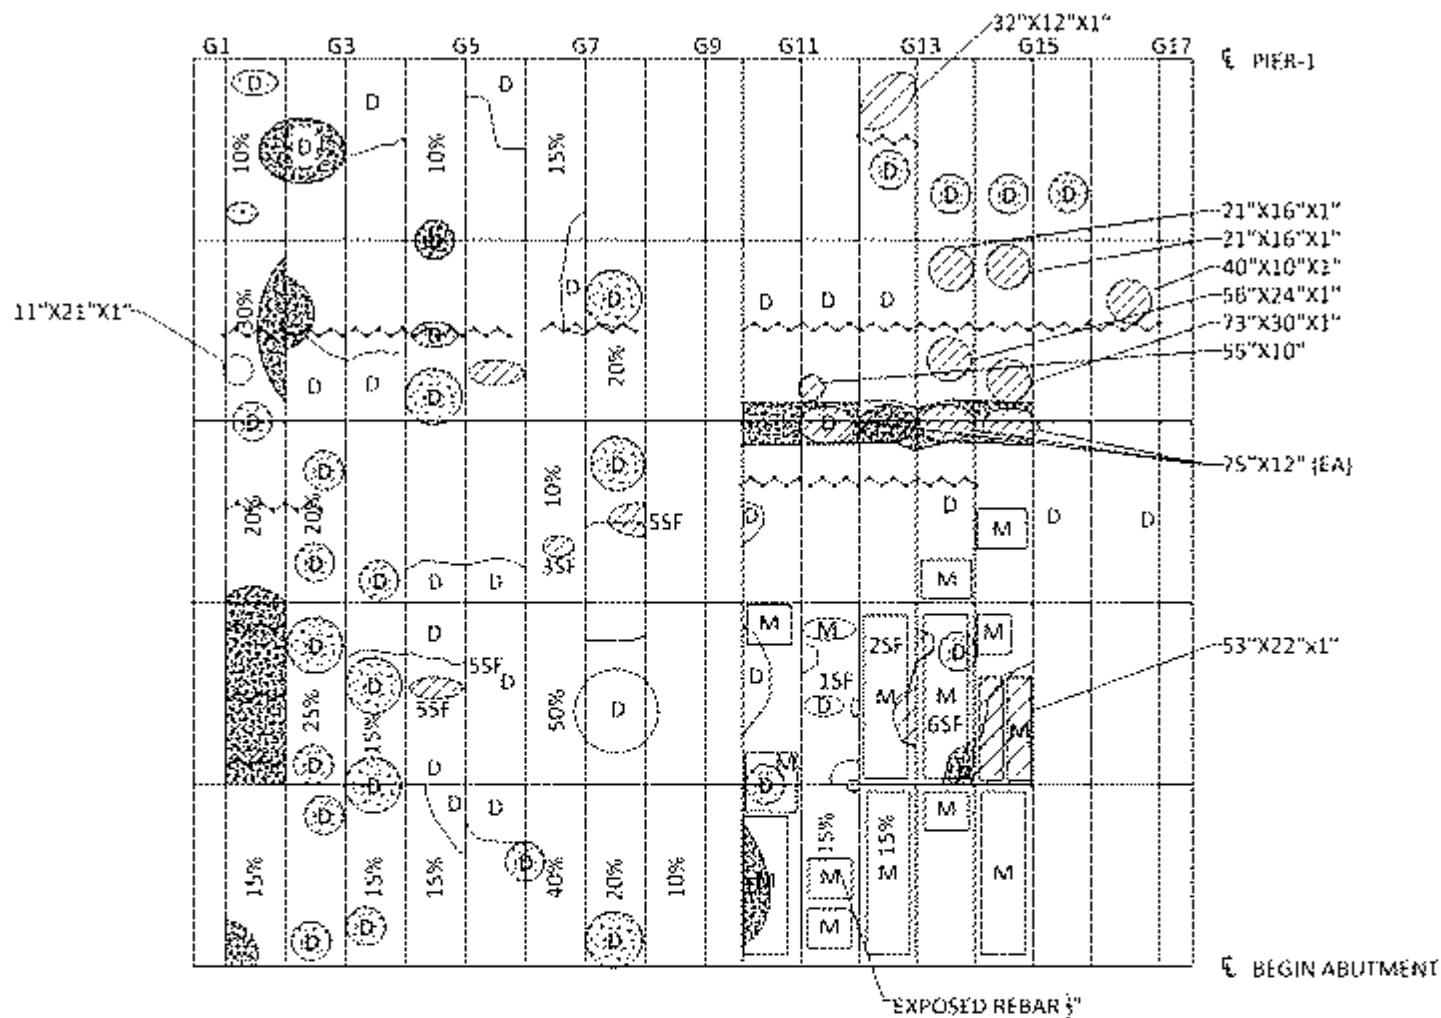 32"X12"X1"
G1 G3 G5 G7 G9 G11 G13 G15 G17
℄ PIER-1
D D D
D
10% 10% 15%
D
D D D
21"X16"X1"
21"X16"X1"
40"X10"X1"
D D D D D
30%
11"X21"X1"
56"X24"X1"
73"X30"X1"
D
20%
55"X10"
D D
D
D D
75"X12" (EA)
D D
10%
20% 20%
D D D D
M
5SF
D
3SF
D D D M
M M M
D D
2SF
D
53"X22"X1"
D 5SF D
D
1SF M M M
25% 5SF
50% D D
6SF
15%
D D M
D D
D D D M
15% M 15%
D
15% 15% 15% 40% 20% 10%
M M M
D D D M
℄ BEGIN ABUTMENT
EXPOSED REBAR